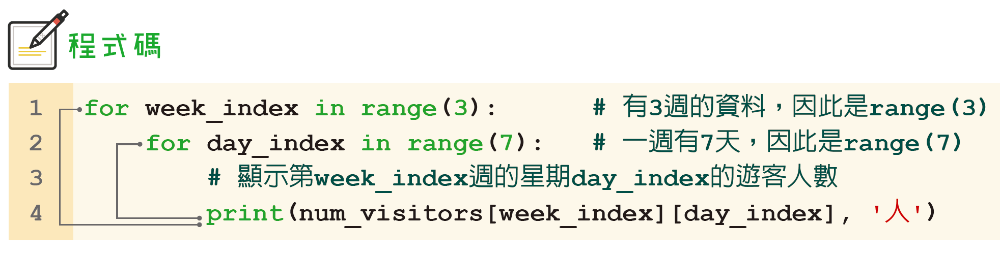 程式碼
1 for week_index in range(3): # 有3週的資料，因此是range(3)
2 for day_index in range(7): # 一週有7天，因此是range(7)
3 # 顯示第week_index週的星期day_index的遊客人數
4 print(num_visitors[week_index][day_index], '人')